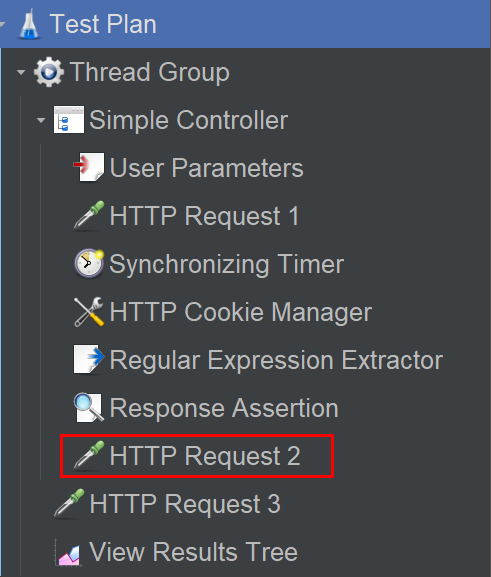 Test Plan
Thread Group
Simple Controller
User Parameters
HTTP Request 1
Synchronizing Timer
HTTP Cookie Manager
Regular Expression Extractor
Response Assertion
HTTP Request 2
HTTP Request 3
View Results Tree